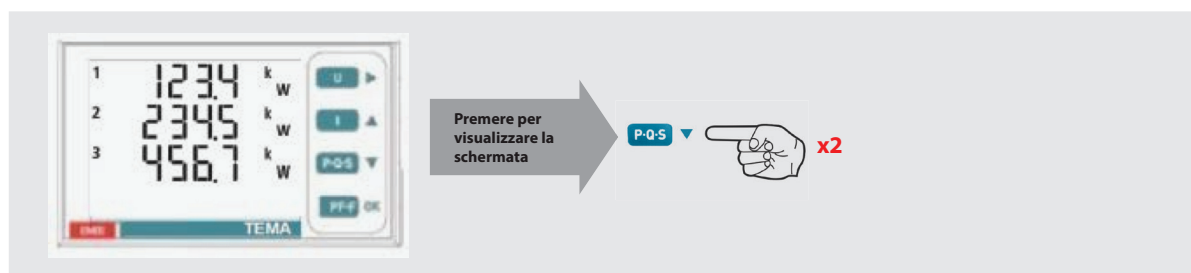 1 123.4 k W
U
2 234.5 k W
I
3 456.7 k W
P·Q·S
PF-F OK
TEMA
Premere per
visualizzare la
schermata
P·Q·S
x2